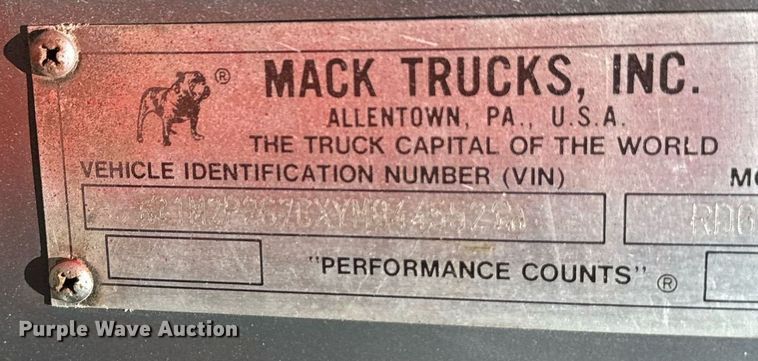 ® MACK TRUCKS, INC.
ALLENTOWN, PA., U.S.A.
THE TRUCK CAPITAL OF THE WORLD
VEHICLE IDENTIFICATION NUMBER (VIN)
"PERFORMANCE COUNTS" ®
Purple Wave Auction